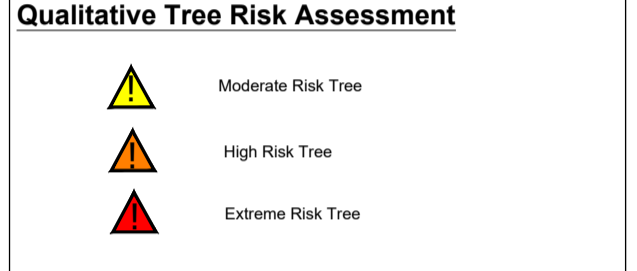 Qualitative Tree Risk Assessment
! Moderate Risk Tree
! High Risk Tree
! Extreme Risk Tree